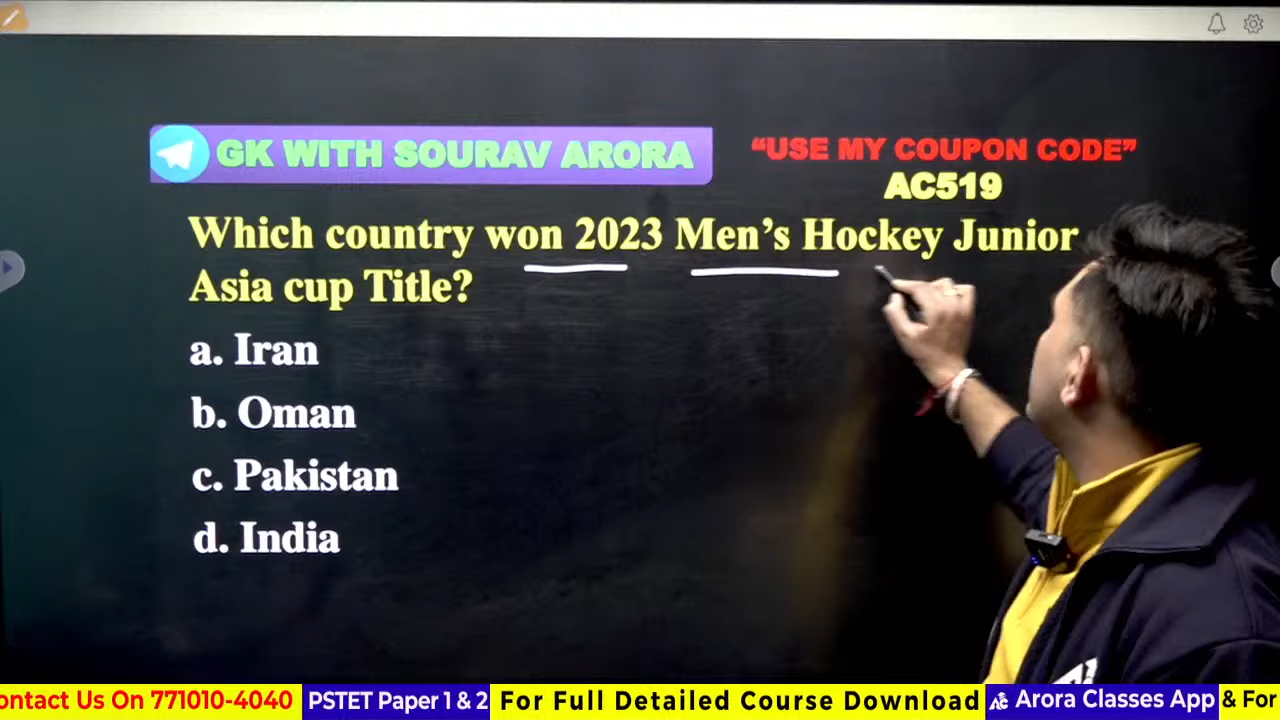 GK WITH SOURAV ARORA
“USE MY COUPON CODE”
AC519
Which country won 2023 Men’s Hockey Junior
Asia cup Title?
a. Iran
b. Oman
c. Pakistan
d. India
ontact Us On 771010-4040 PSTET Paper 1 & 2 For Full Detailed Course Download Arora Classes App & For